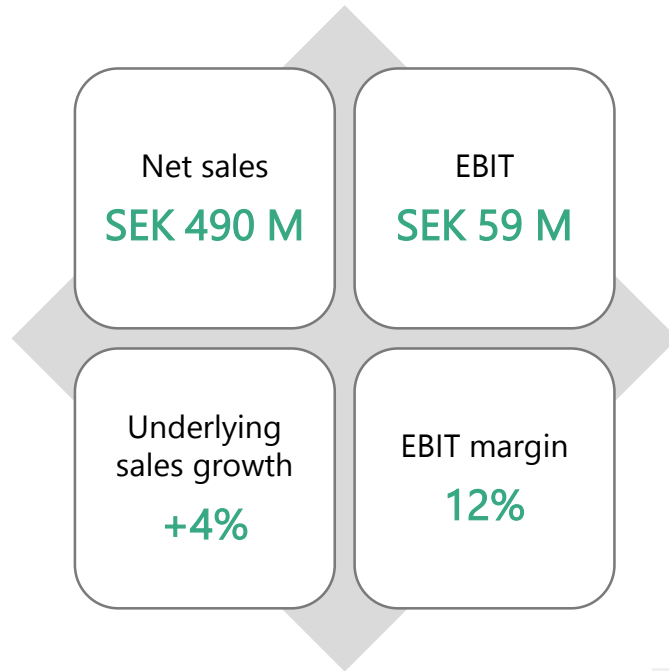 Net sales
SEK 490 M
EBIT
SEK 59 M
Underlying
sales growth
+4%
EBIT margin
12%